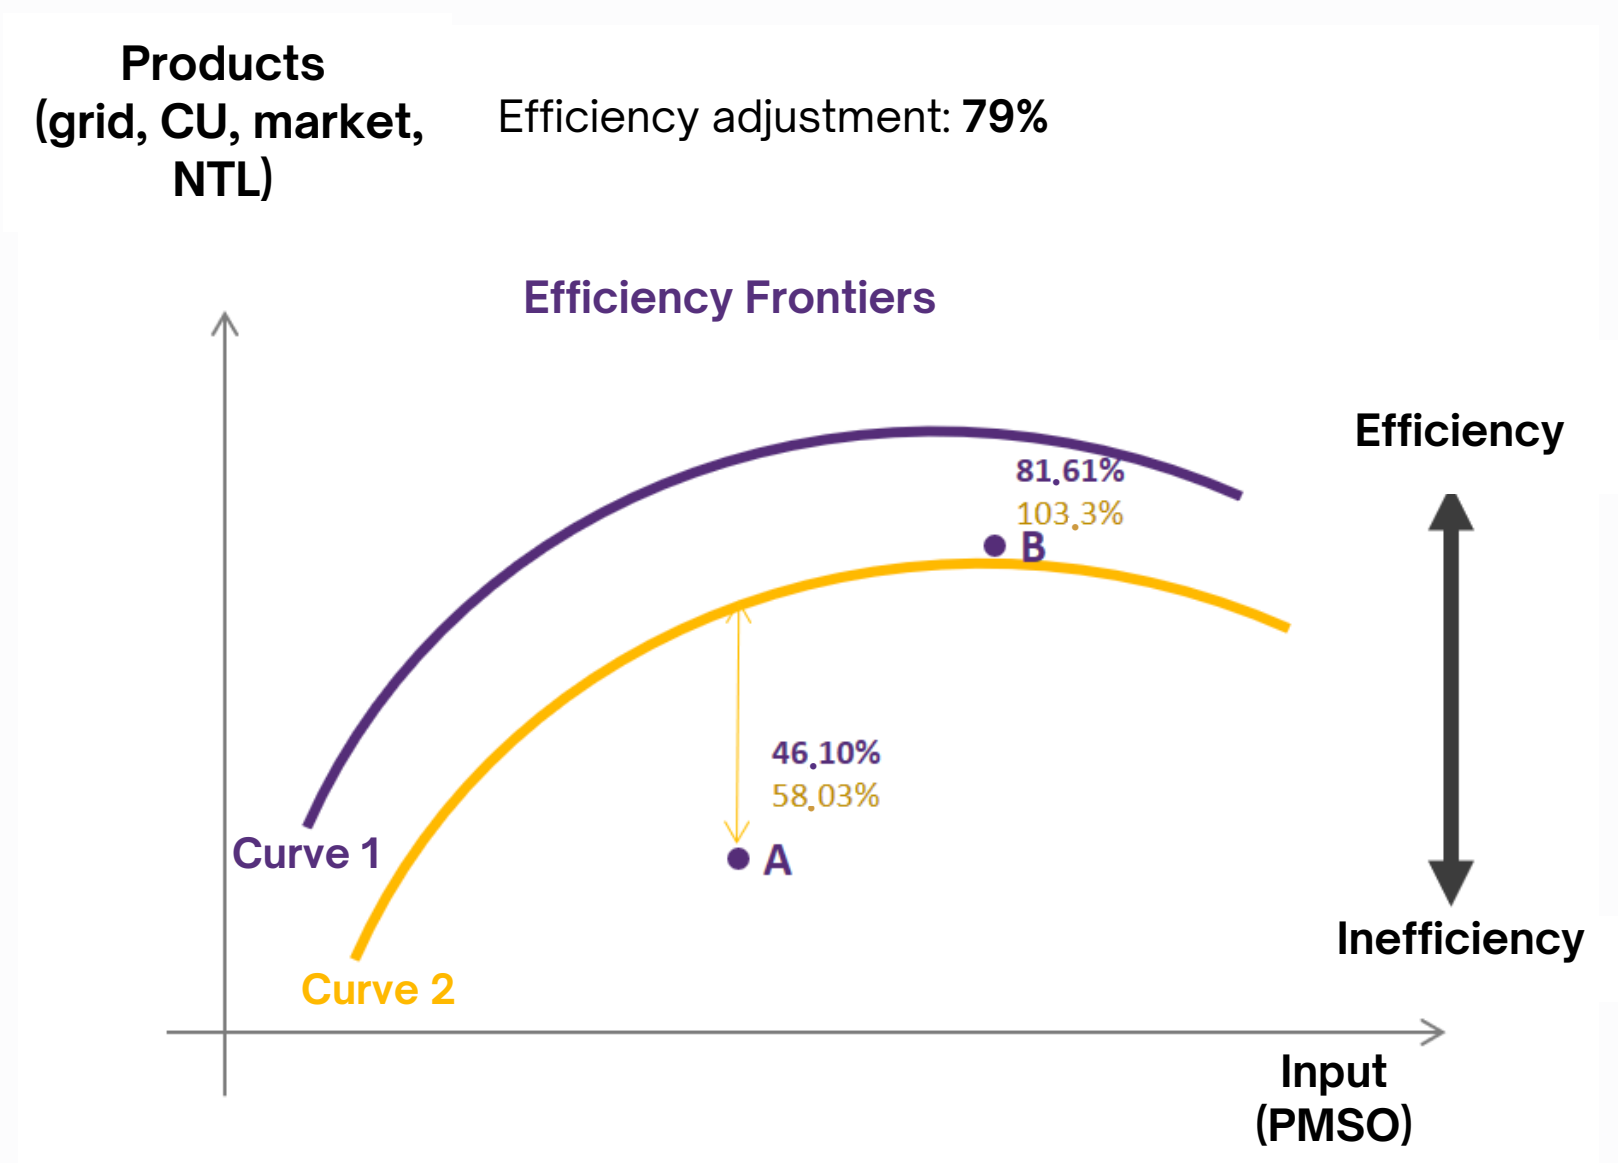 Products
(grid, CU, market,
NTL)
Efficiency adjustment: 79%
Efficiency Frontiers
Efficiency
81.61%
103.3%
B
46.10%
58.03%
A
Curve 1
Curve 2
Inefficiency
Input
(PMSO)